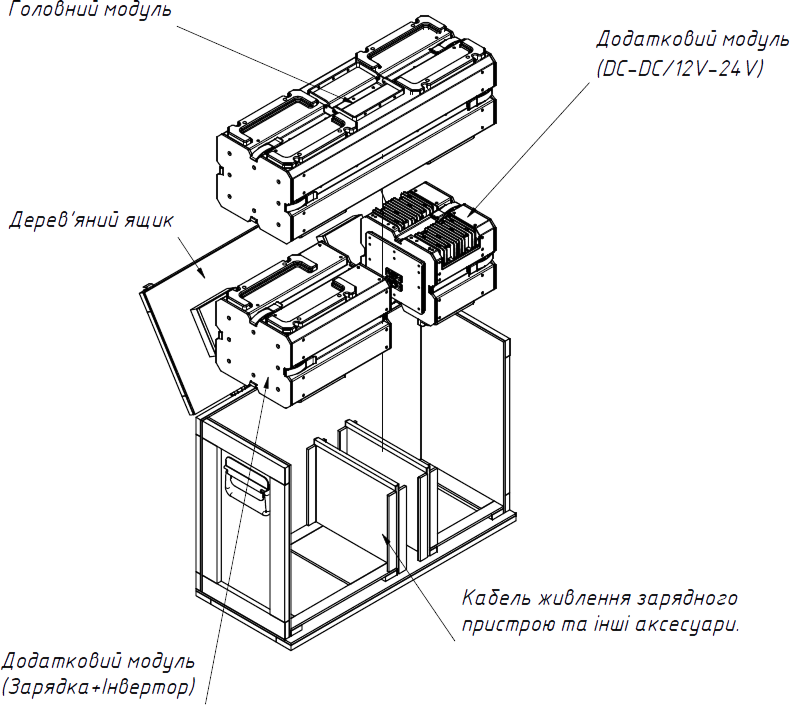 Головний модуль
Додатковий модуль
(DC-DC/12V-24V)
Дерев'яний ящик
Кабель живлення зарядного
пристрою та інші аксесуари.
Додатковий модуль
(Зарядка+Інвертор)